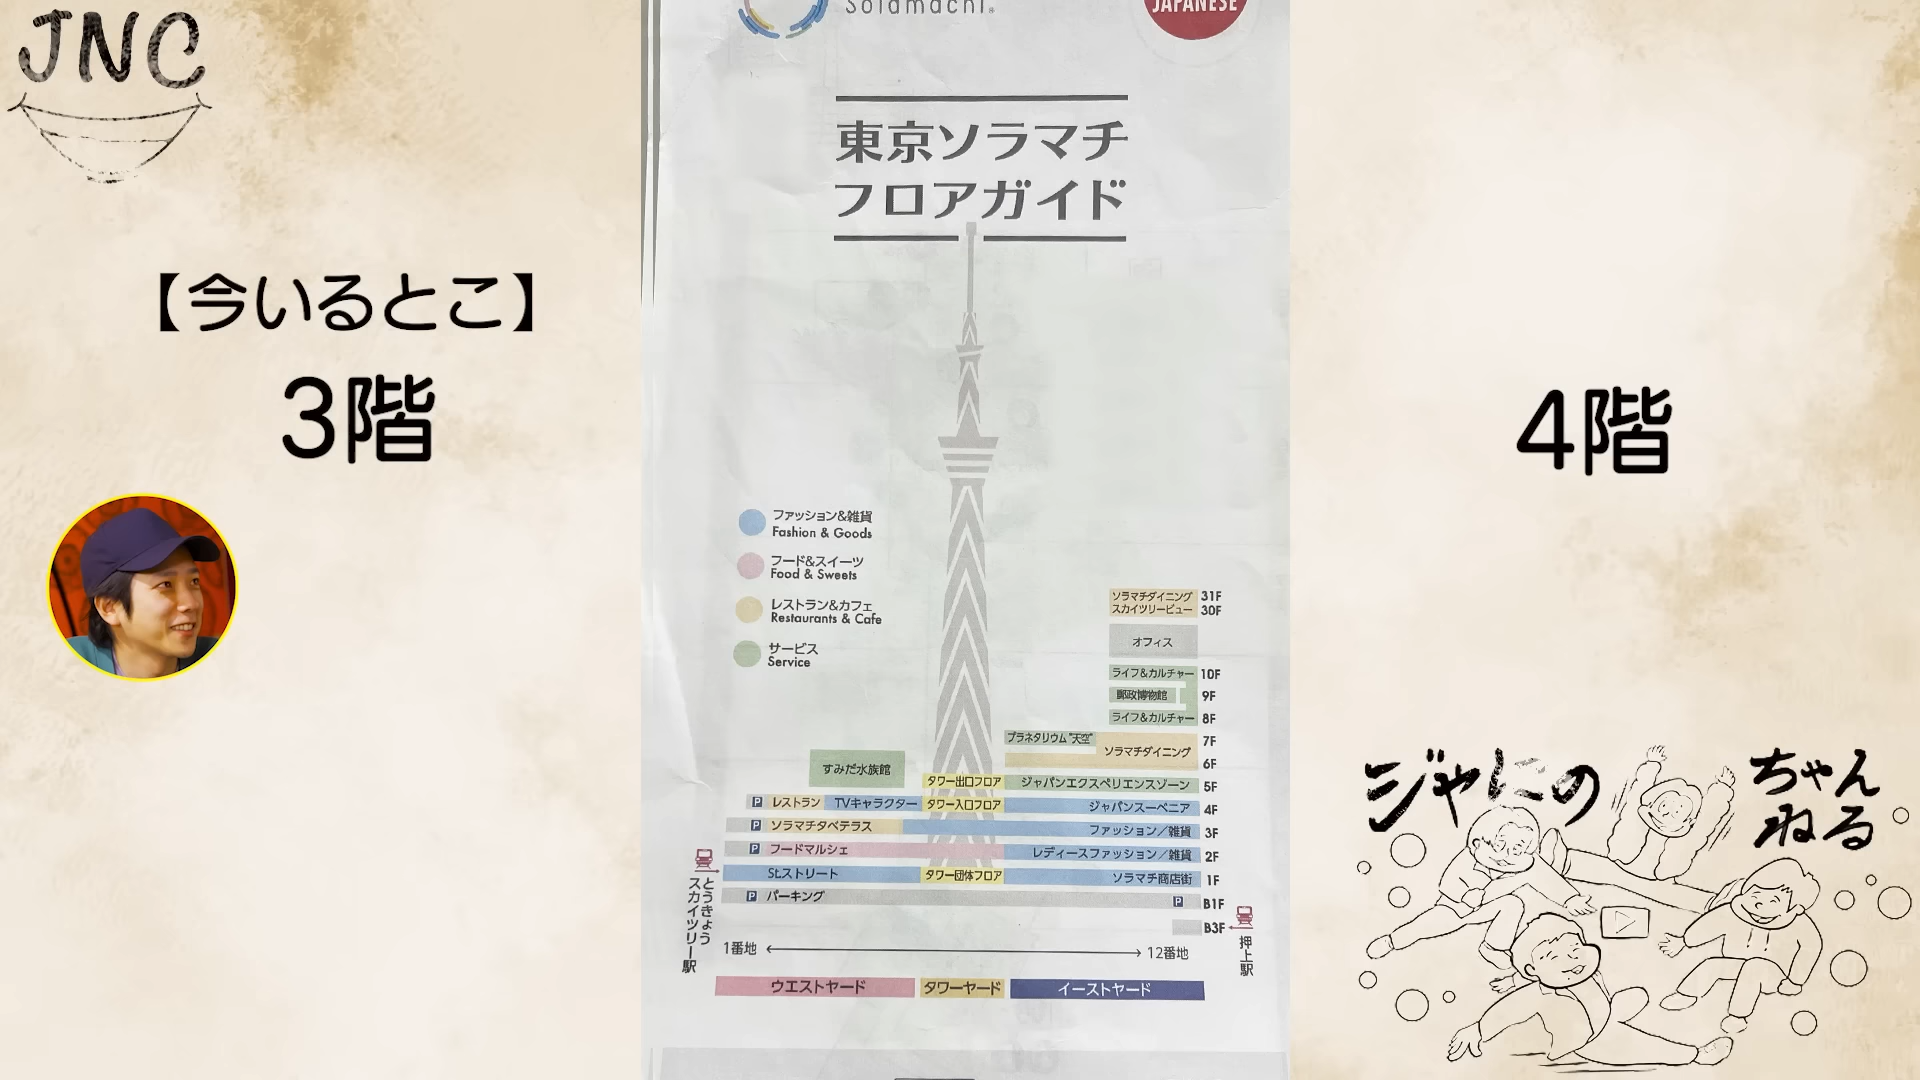 JNC
【今いるとこ】
3階
4階
Solamachi®
JAPANESE
東京ソラマチ
フロアガイド
ファッション&雑貨
Fashion & Goods
フード&スイーツ
Food & Sweets
レストラン&カフェ
Restaurants & Cafe
サービス
Service
ソラマチダイニング 31F
スカイツリービュー 30F
オフィス
ライフ&カルチャー 10F
郵政博物館 9F
ライフ&カルチャー 8F
プラネタリウム"天空" 7F
ソラマチダイニング
6F
すみだ水族館
タワー出口フロア ジャパンエクスペリエンスゾーン 5F
P レストラン TVキャラクター タワー入口フロア ジャパンスーベニア 4F
P ソラマチタベテラス ファッション/雑貨 3F
P フードマルシェ レディースファッション/雑貨 2F
St.ストリート タワー団体フロア ソラマチ商店街 1F
P パーキング P B1F
B3F
とうきょう
スカイツリー駅
押上駅
1番地 12番地
ウエストヤード タワーヤード イーストヤード
ジャにの
ちゃん
ねる